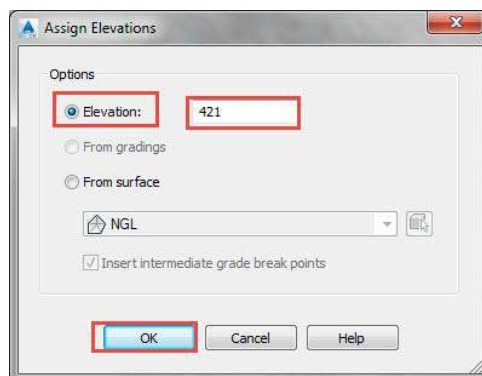 Assign Elevations
Options
Elevation: 421
From gradings
From surface
NGL
Insert intermediate grade break points
OK Cancel Help